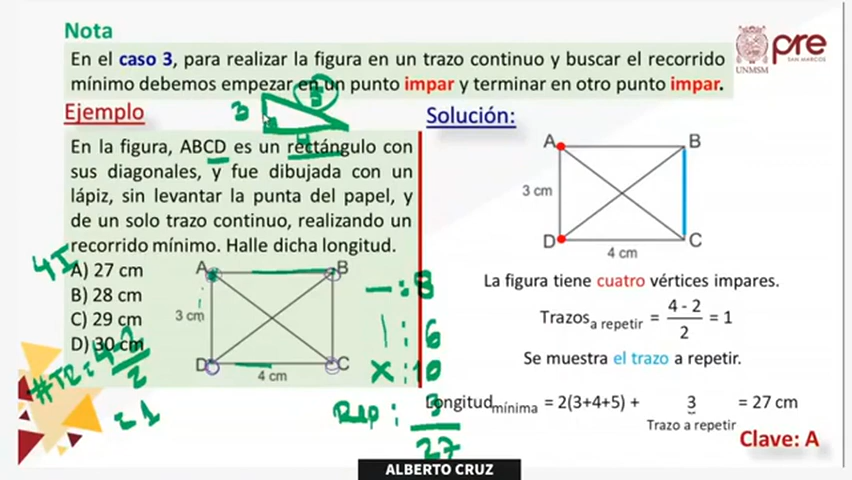 Nota
En el caso 3, para realizar la figura en un trazo continuo y buscar el recorrido
mínimo debemos empezar en un punto impar y terminar en otro punto impar.
UNMSM
pre
SAN MARCOS
Ejemplo
3
5
4
En la figura, ABCD es un rectángulo con
sus diagonales, y fue dibujada con un
lápiz, sin levantar la punta del papel, y
de un solo trazo continuo, realizando un
recorrido mínimo. Halle dicha longitud.
4I
A) 27 cm
B) 28 cm
C) 29 cm
D) 30 cm
#TR = 4-2
2
= 1
A
B
3 cm
D
C
4 cm
— : 8
| : 6
X : 10
Rep : 3
27
Solución:
A
B
3 cm
D
C
4 cm
La figura tiene cuatro vértices impares.
Trazos a repetir = 4 - 2 / 2 = 1
Se muestra el trazo a repetir.
Longitud mínima = 2(3+4+5) + 3 = 27 cm
Trazo a repetir
Clave: A
ALBERTO CRUZ